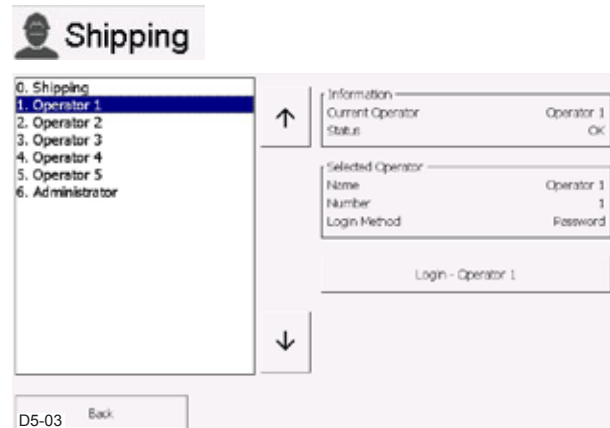 Shipping
0. Shipping
1. Operator 1
2. Operator 2
3. Operator 3
4. Operator 4
5. Operator 5
6. Administrator
Information
Current Operator Operator 1
Status OK
Selected Operator
Name Operator 1
Number 1
Login Method Password
Login - Operator 1
Back
D5-03